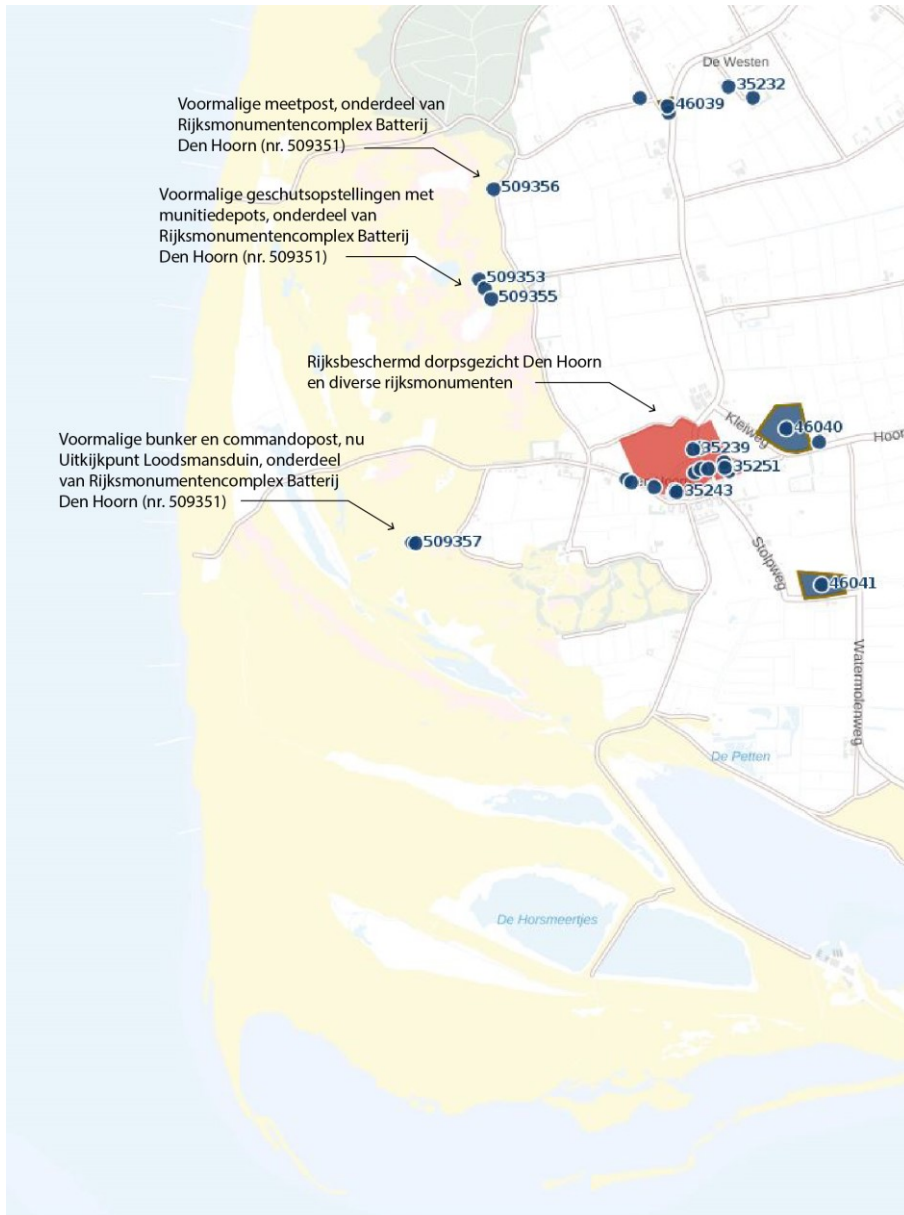 De Westen
35232
46039
Voormalige meetpost, onderdeel van
Rijksmonumentencomplex Batterij
Den Hoorn (nr. 509351)
509356
Voormalige geschutsopstellingen met
munitiedepots, onderdeel van
Rijksmonumentencomplex Batterij
Den Hoorn (nr. 509351)
509353
509355
Rijksbeschermd dorpsgezicht Den Hoorn
en diverse rijksmonumenten
Kleiweg
46040
Hoor
Voormalige bunker en commandopost, nu
Uitkijkpunt Loodsmansduin, onderdeel
van Rijksmonumentencomplex Batterij
Den Hoorn (nr. 509351)
35239
35251
35243
509357
Stolpweg
46041
Watermolenweg
De Petten
De Horsmeertjes